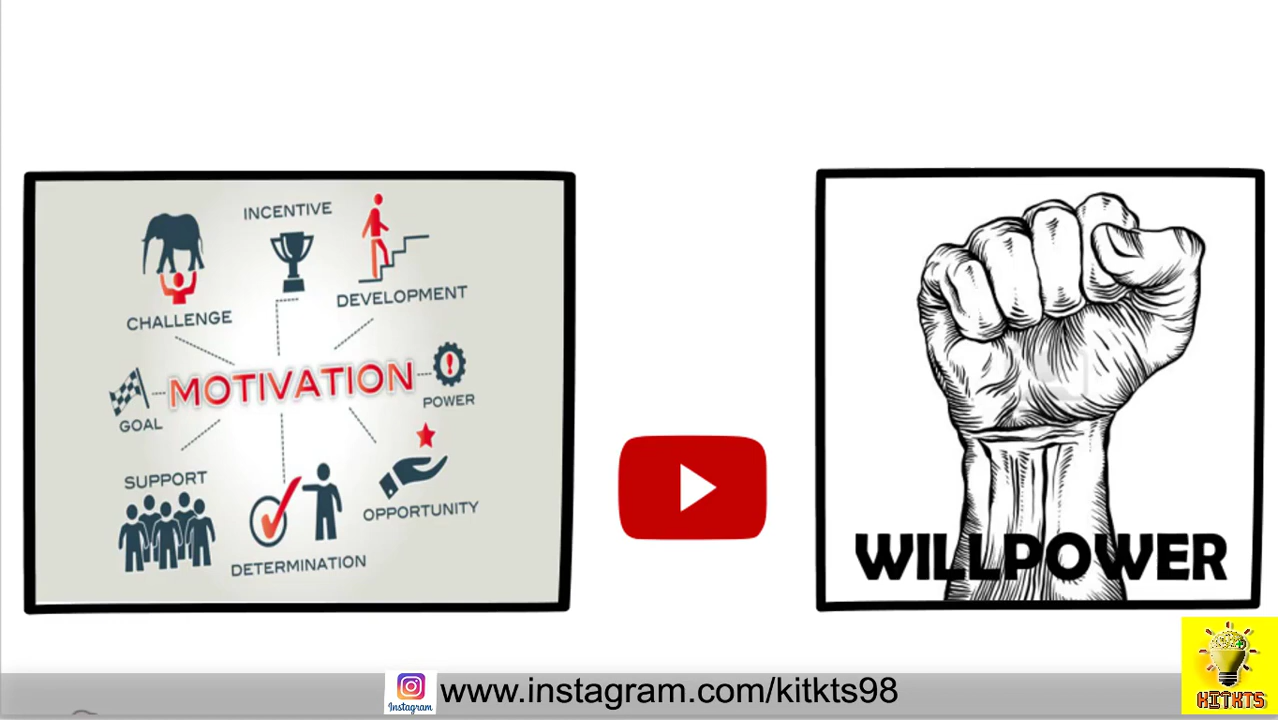 INCENTIVE
DEVELOPMENT
CHALLENGE
MOTIVATION
POWER
GOAL
SUPPORT
OPPORTUNITY
DETERMINATION
WILLPOWER
Instagram
www.instagram.com/kitkts98
KITKTS